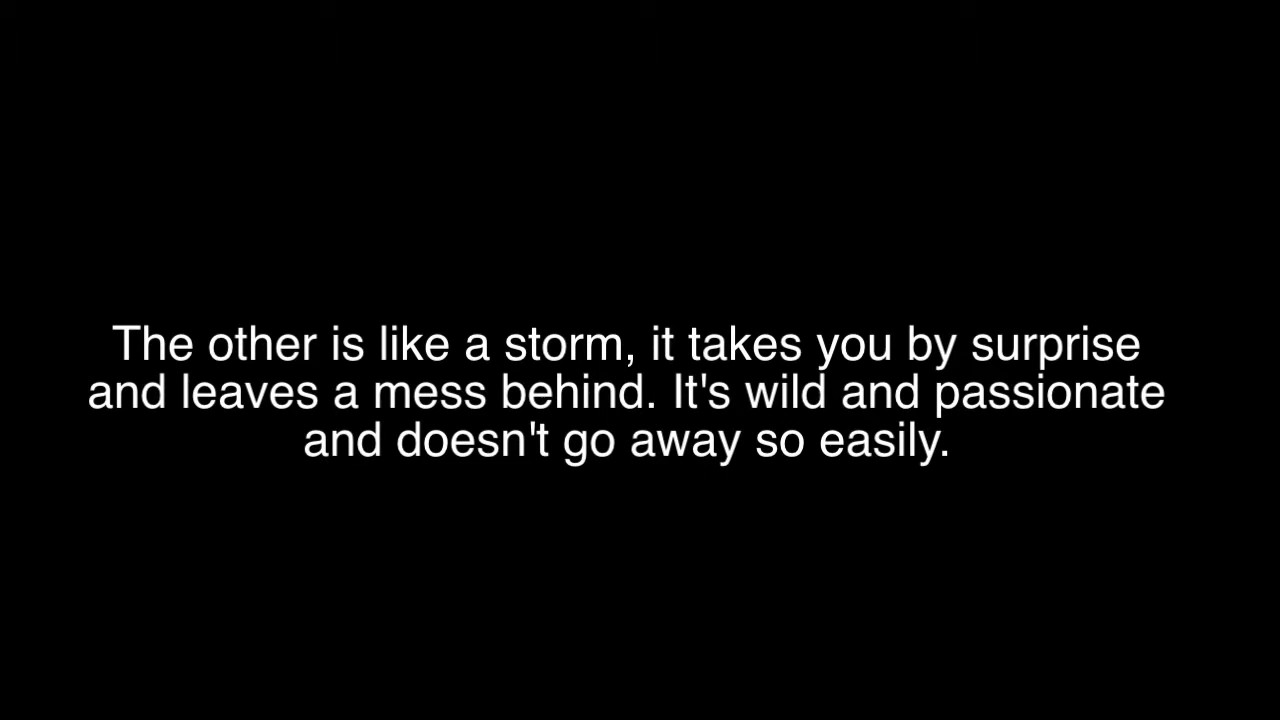 The other is like a storm, it takes you by surprise
and leaves a mess behind. It's wild and passionate
and doesn't go away so easily.